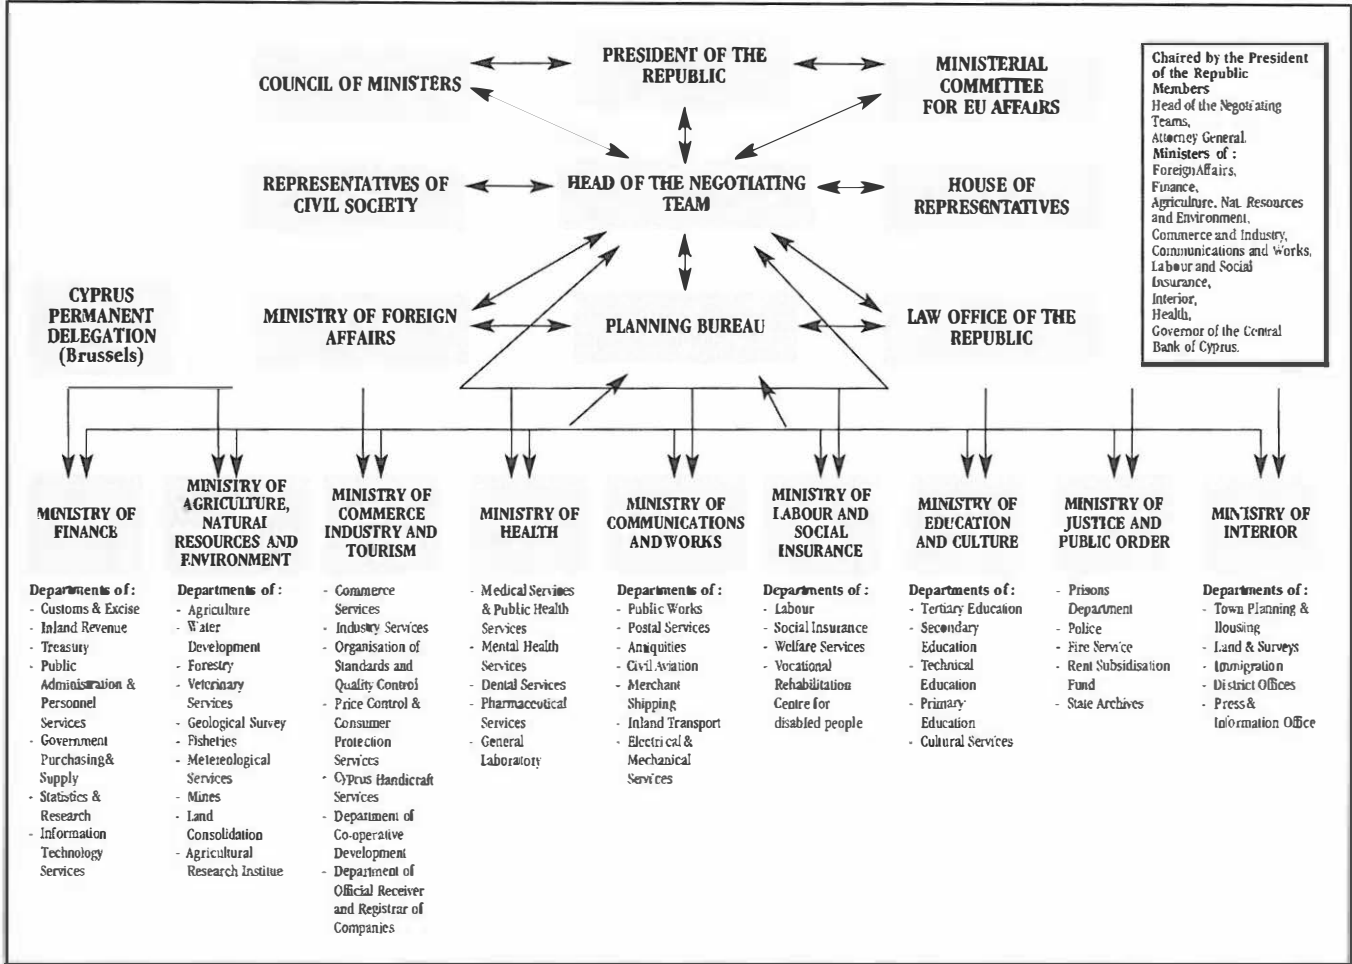 PRESIDENT OF THE
REPUBLIC
COUNCIL OF MINISTERS
MINISTERIAL
COMMITTEE
FOR EU AFFAIRS
Chaired by the President
of the Republic
Members
Head of the Negotiating
Teams,
Attorney General.
Ministers of :
Foreign Affairs,
Finance,
Agriculture, Nat. Resources
and Environment,
Commerce and Industry,
Communications and Works,
Labour and Social
Insurance,
Interior,
Health,
Governor of the Central
Bank of Cyprus.
REPRESENTATIVES OF
CIVIL SOCIETY
HEAD OF THE NEGOTIATING
TEAM
HOUSE OF
REPRESENTATIVES
CYPRUS
PERMANENT
DELEGATION
(Brussels)
MINISTRY OF FOREIGN
AFFAIRS
PLANNING BUREAU
LAW OFFICE OF THE
REPUBLIC
MINISTRY OF
FINANCE
Departments of :
- Customs & Excise
- Inland Revenue
- Treasury
- Public
Administration &
Personnel
Services
- Government
Purchasing&
Supply
- Statistics &
Research
- Information
Technology
Services
MINISTRY OF
AGRICULTURE,
NATURAL
RESOURCES AND
ENVIRONMENT
Departments of :
- Agriculture
- Water
Development
- Forestry
- Veterinary
Services
- Geological Survey
- Fisheties
- Metereological
Services
- Mines
- Land
Consolidation
- Agricultural
Research Institue
MINISTRY OF
COMMERCE
INDUSTRY AND
TOURISM
- Commerce
Services
- Industry Services
- Organisation of
Standards and
Quality Control
- Price Control &
Consumer
Protection
Services
- Cyprus Handicraft
Services
- Department of
Co-operative
Development
- Department of
Official Receiver
and Registrar of
Companies
MINISTRY OF
HEALTH
- Medical Services
& Public Health
Services
- Mental Health
Services
- Dental Services
- Pharmaceutical
Services
- General
Laboratory
MINISTRY OF
COMMUNICATIONS
AND WORKS
Departments of :
- Public Works
- Postal Services
- Antiquities
- Civil Aviation
- Merchant
Shipping
- Inland Transport
- Electrical &
Mechanical
Services
MINISTRY OF
LABOUR AND
SOCIAL
INSURANCE
Departments of :
- Labour
- Social Insurance
- Welfare Services
- Vocational
Rehabilitation
Centre for
disabled people
MINISTRY OF
EDUCATION
AND CULTURE
Departments of :
- Tertiary Education
- Secondary
Education
- Technical
Education
- Primary
Education
- Cultural Services
MINISTRY OF
JUSTICE AND
PUBLIC ORDER
- Prisons
Department
- Police
- Fire Service
- Rent Subsidisation
Fund
- State Archives
MINISTRY OF
INTERIOR
Departments of :
- Town Planning &
Housing
- Land & Surveys
- Immigration
- District Offices
- Press &
Information Office